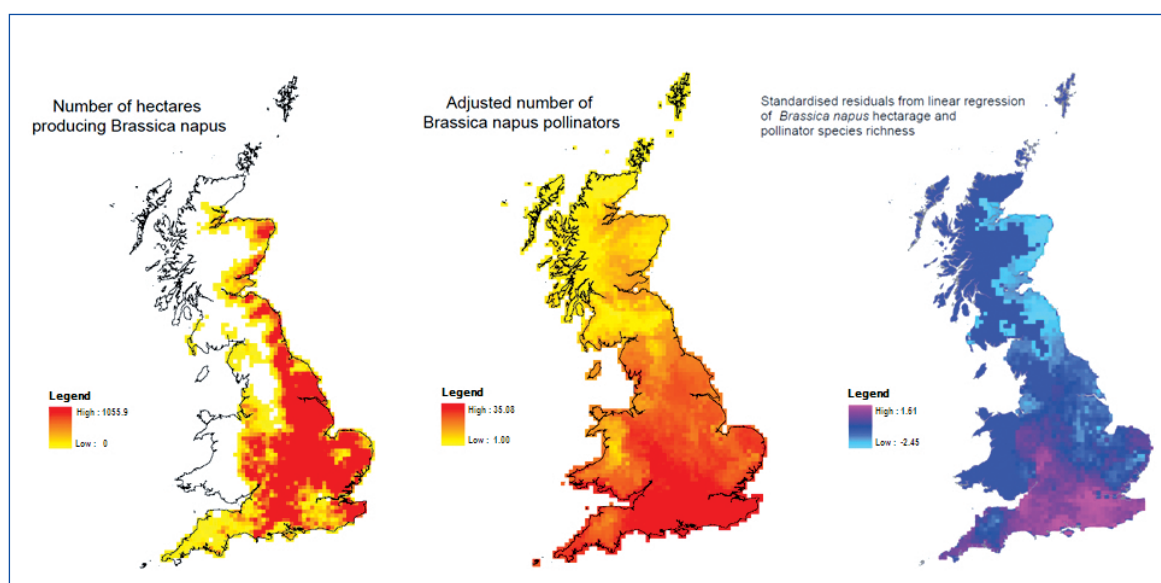 Number of hectares
producing Brassica napus
Legend
High : 1055.9
Low : 0
Adjusted number of
Brassica napus pollinators
Legend
High : 35.08
Low : 1.00
Standardised residuals from linear regression
of Brassica napus hectarage and
pollinator species richness
Legend
High : 1.61
Low : -2.45